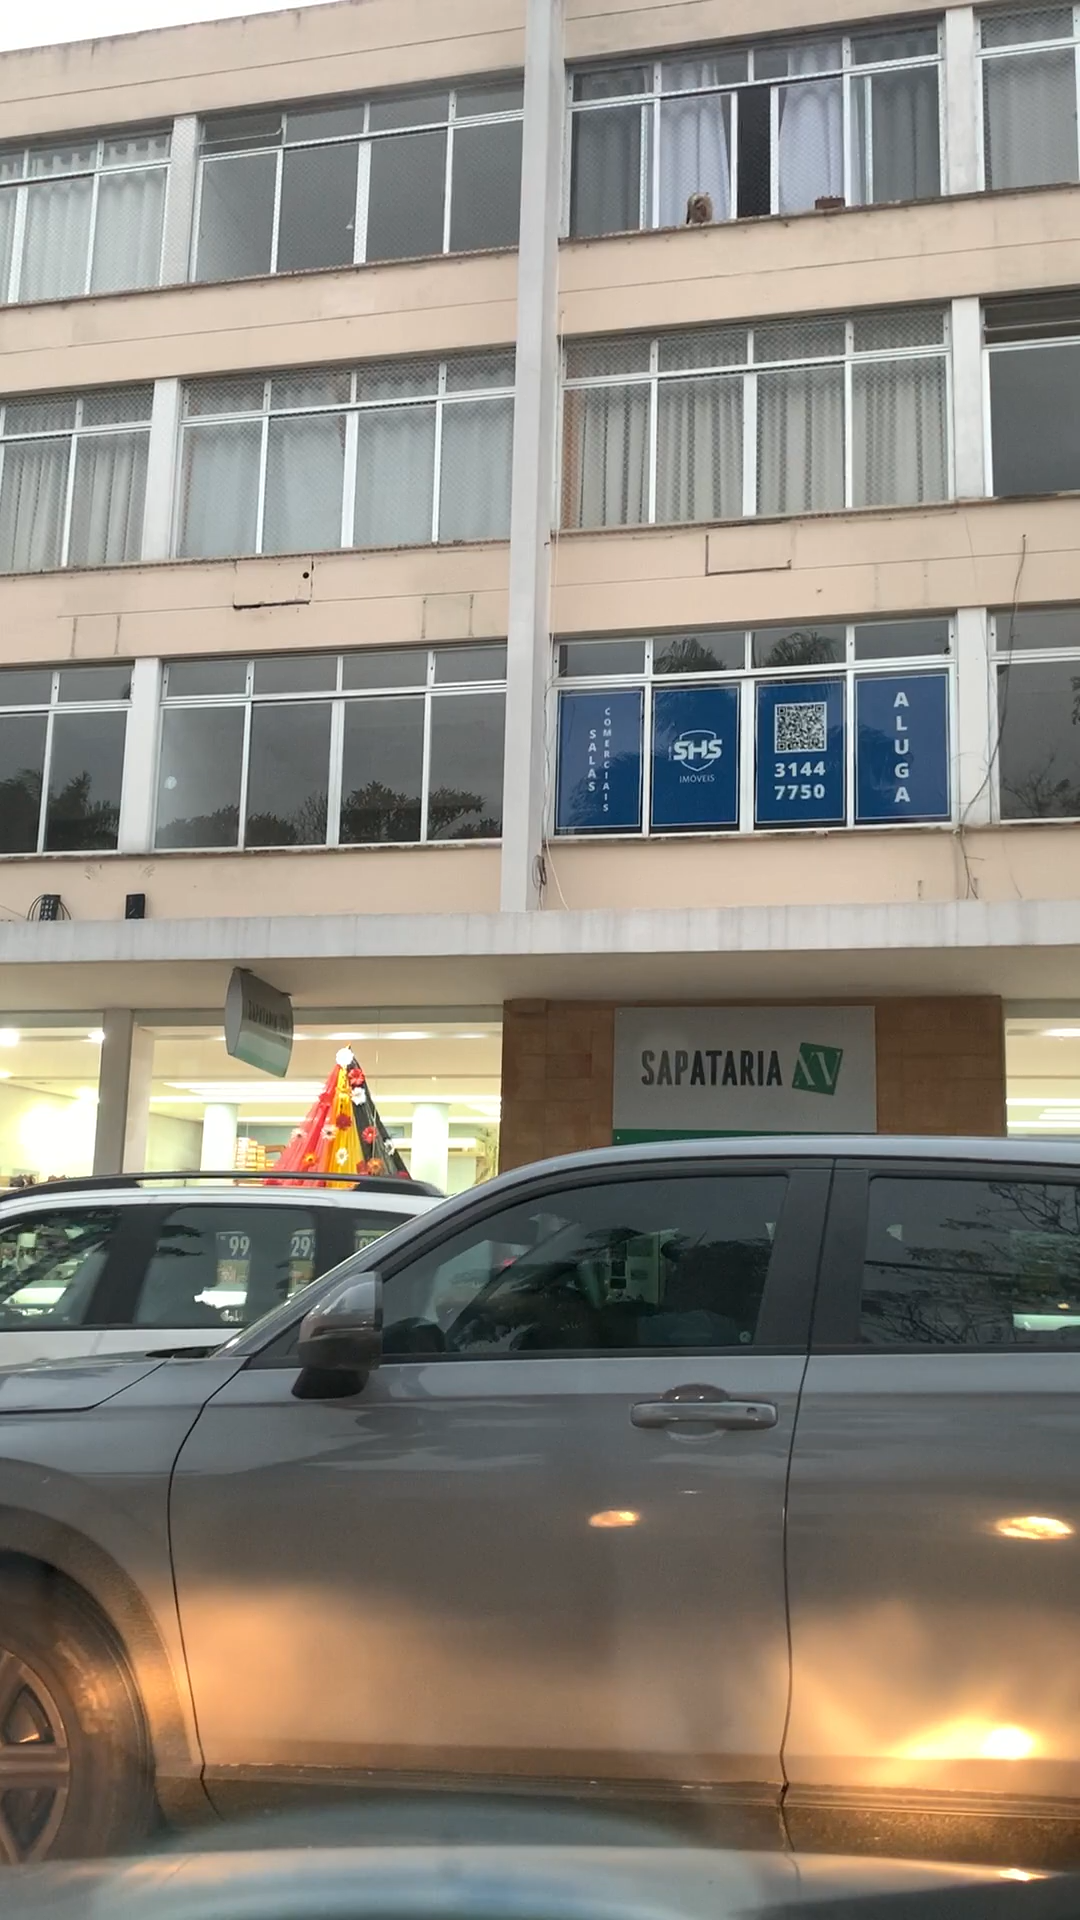 SALAS
COMERCIAIS
SHS
IMÓVEIS
3144
7750
ALUGA
SAPATARIA XV
99
29,